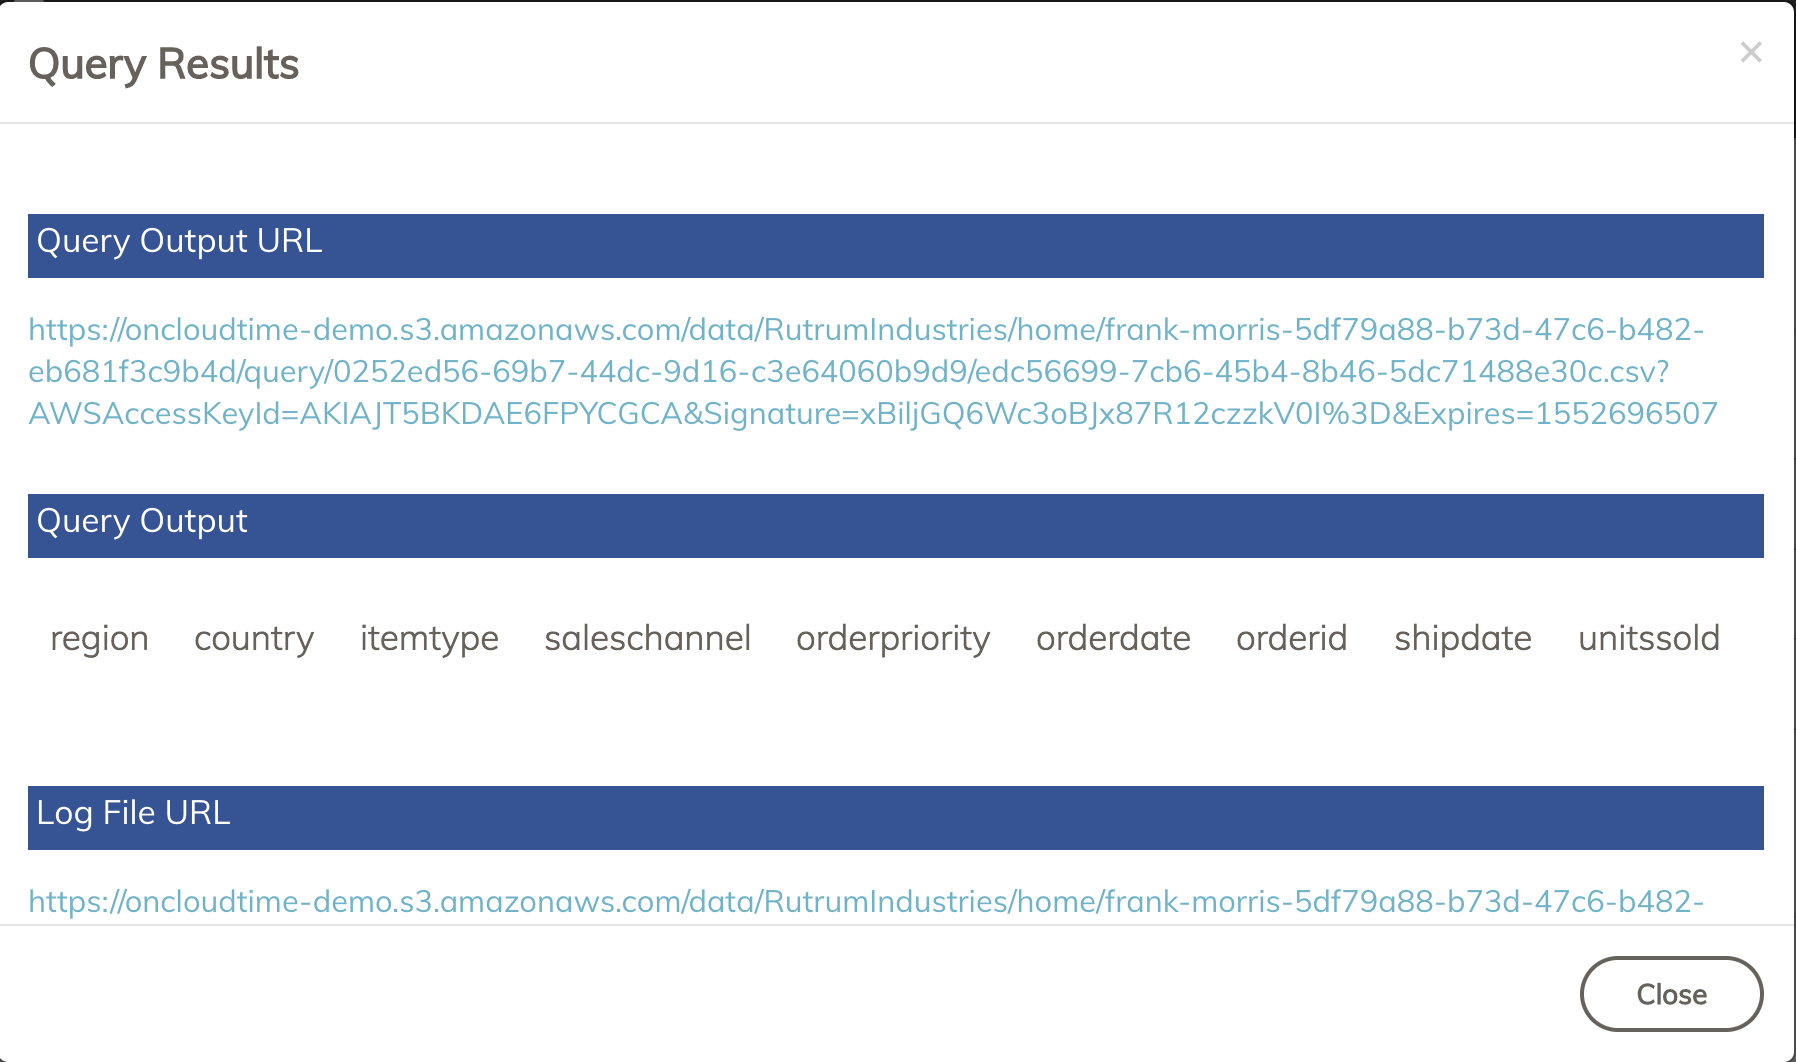 Query Results
×
Query Output URL
https://oncloudtime-demo.s3.amazonaws.com/data/RutrumIndustries/home/frank-morris-5df79a88-b73d-47c6-b482-
eb681f3c9b4d/query/0252ed56-69b7-44dc-9d16-c3e64060b9d9/edc56699-7cb6-45b4-8b46-5dc71488e30c.csv?
AWSAccessKeyId=AKIAJT5BKDAE6FPYCGCA&Signature=xBiljGQ6Wc3oBJx87R12czzkV0I%3D&Expires=1552696507
Query Output
region country itemtype saleschannel orderpriority orderdate orderid shipdate unitssold
Log File URL
https://oncloudtime-demo.s3.amazonaws.com/data/RutrumIndustries/home/frank-morris-5df79a88-b73d-47c6-b482-
Close